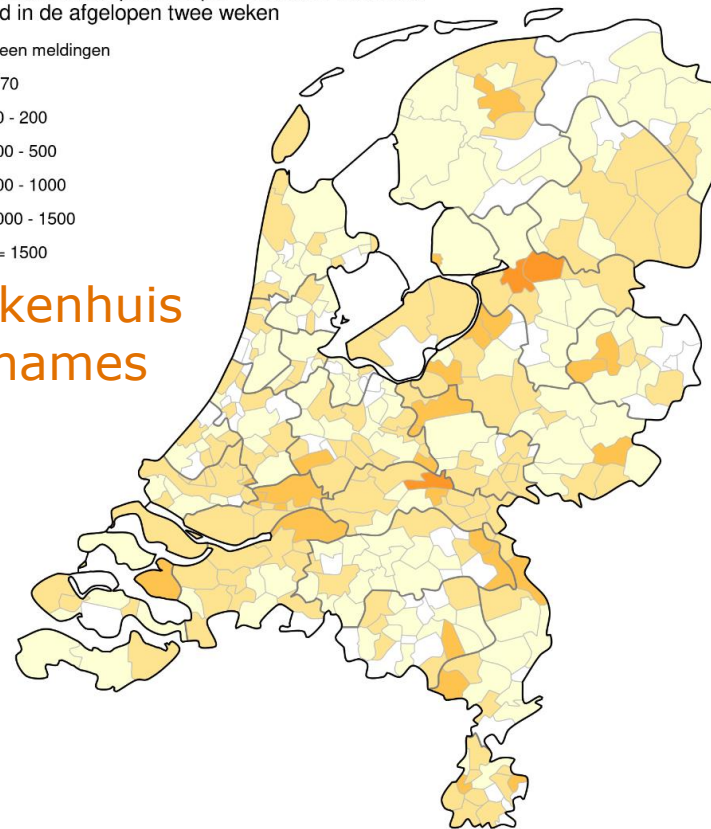 d in de afgelopen twee weken
een meldingen
70
0 - 200
00 - 500
00 - 1000
000 - 1500
= 1500
kenhuis
names